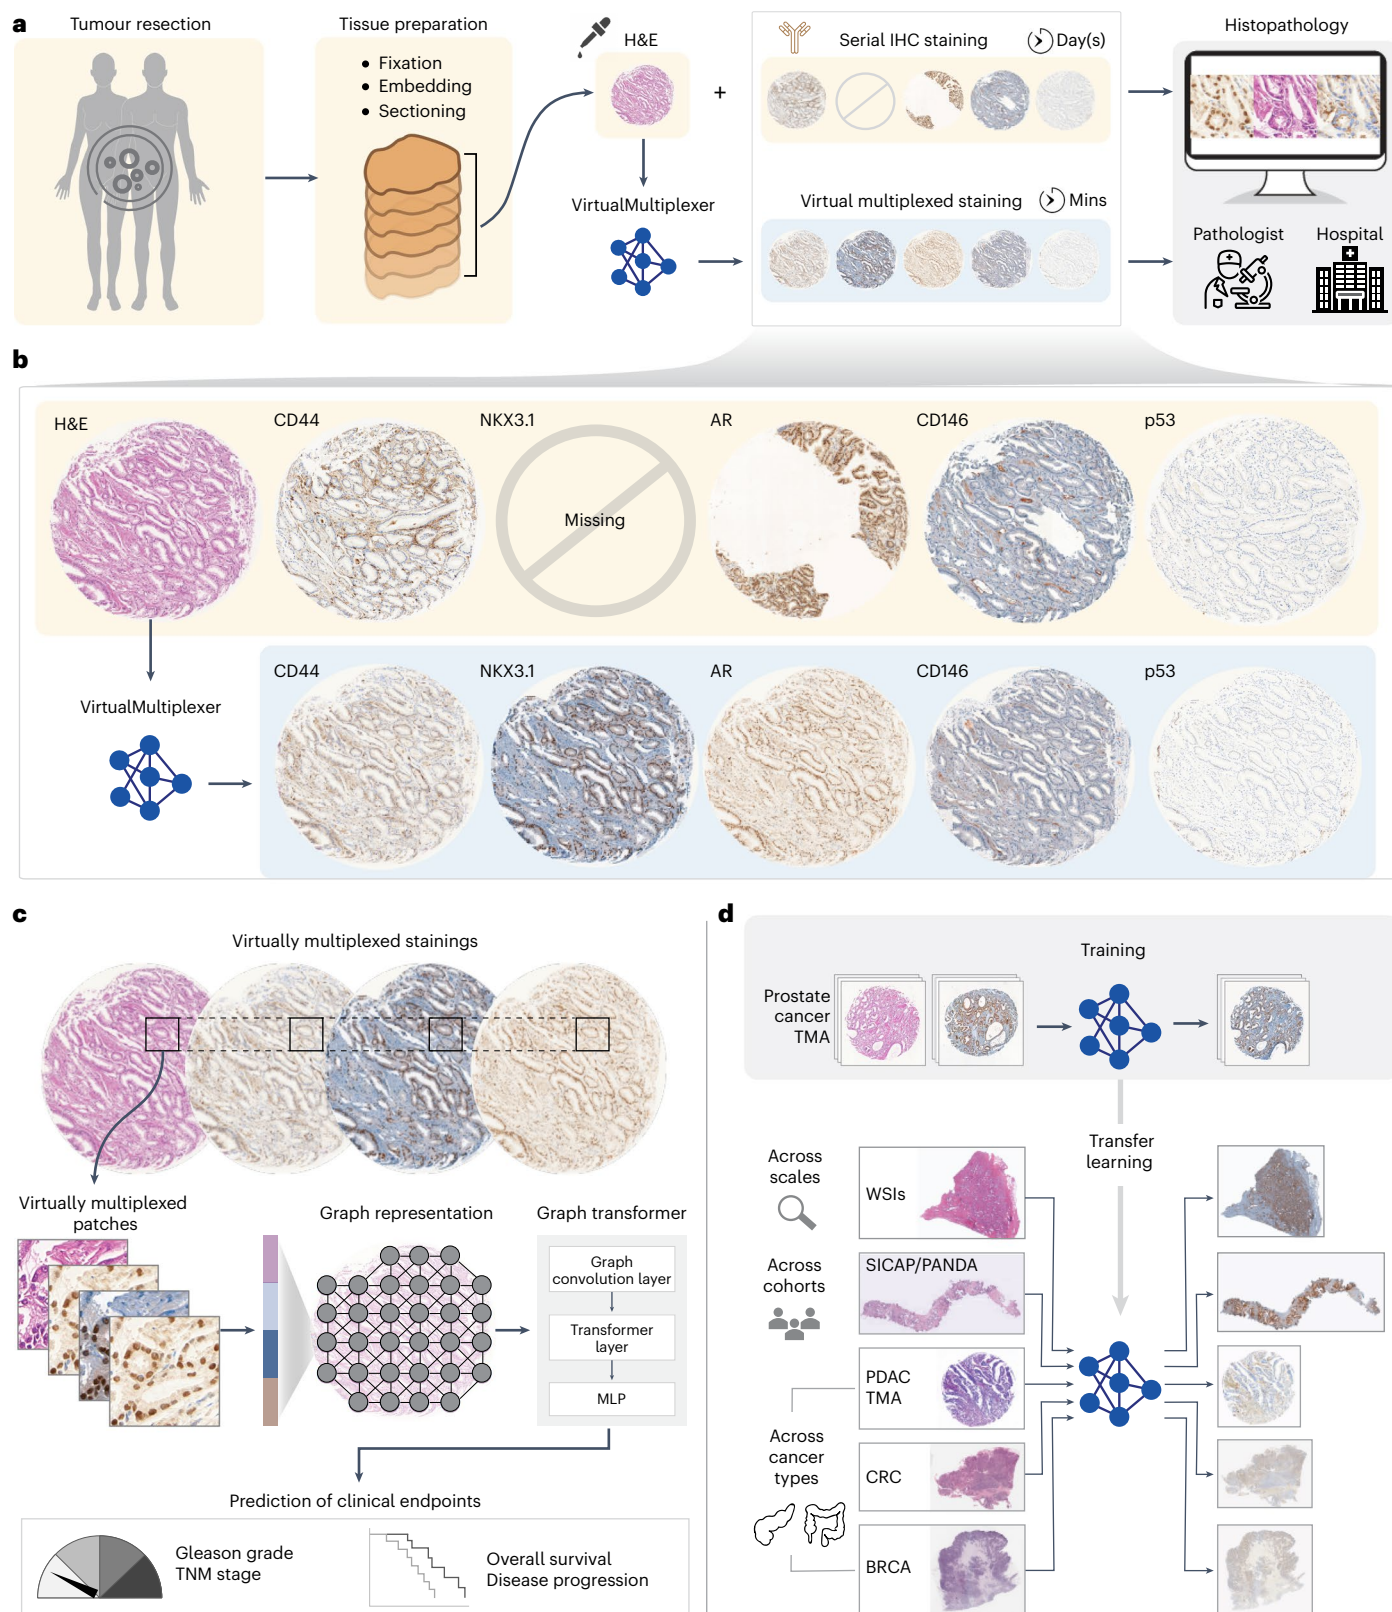 a
Tumour resection
Tissue preparation
• Fixation
• Embedding
• Sectioning
H&E
+
VirtualMultiplexer
Serial IHC staining
Day(s)
Virtual multiplexed staining
Mins
Histopathology
Pathologist
Hospital
b
H&E
CD44
NKX3.1
AR
CD146
p53
Missing
VirtualMultiplexer
CD44
NKX3.1
AR
CD146
p53
c
Virtually multiplexed stainings
Virtually multiplexed
patches
Graph representation
Graph transformer
Graph
convolution layer
Transformer
layer
MLP
Prediction of clinical endpoints
Gleason grade
TNM stage
Overall survival
Disease progression
d
Training
Prostate
cancer
TMA
Transfer
learning
Across
scales
WSIs
Across
cohorts
SICAP/PANDA
PDAC
TMA
Across
cancer
types
CRC
BRCA